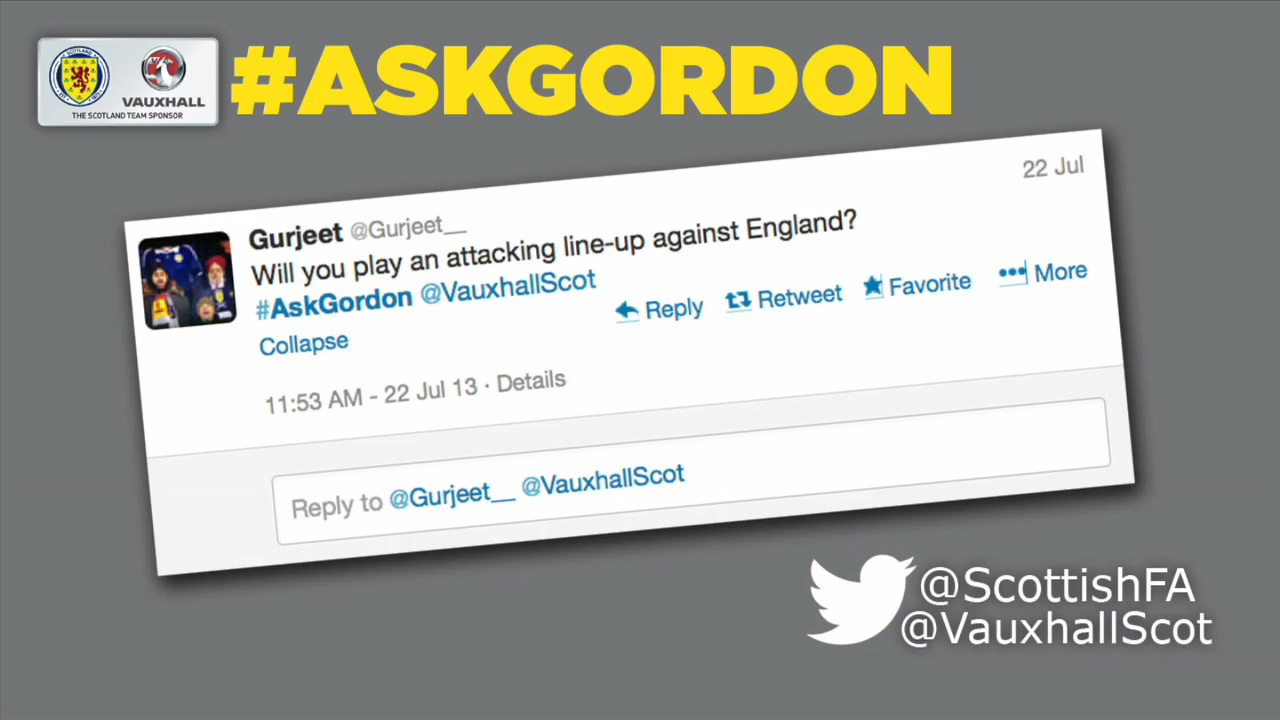 #ASKGORDON
SCOTLAND
VAUXHALL
THE SCOTLAND TEAM SPONSOR
22 Jul
Gurjeet @Gurjeet__
Will you play an attacking line-up against England?
#AskGordon @VauxhallScot
Collapse
Reply Retweet Favorite More
11:53 AM - 22 Jul 13 · Details
Reply to @Gurjeet__ @VauxhallScot
@ScottishFA
@VauxhallScot